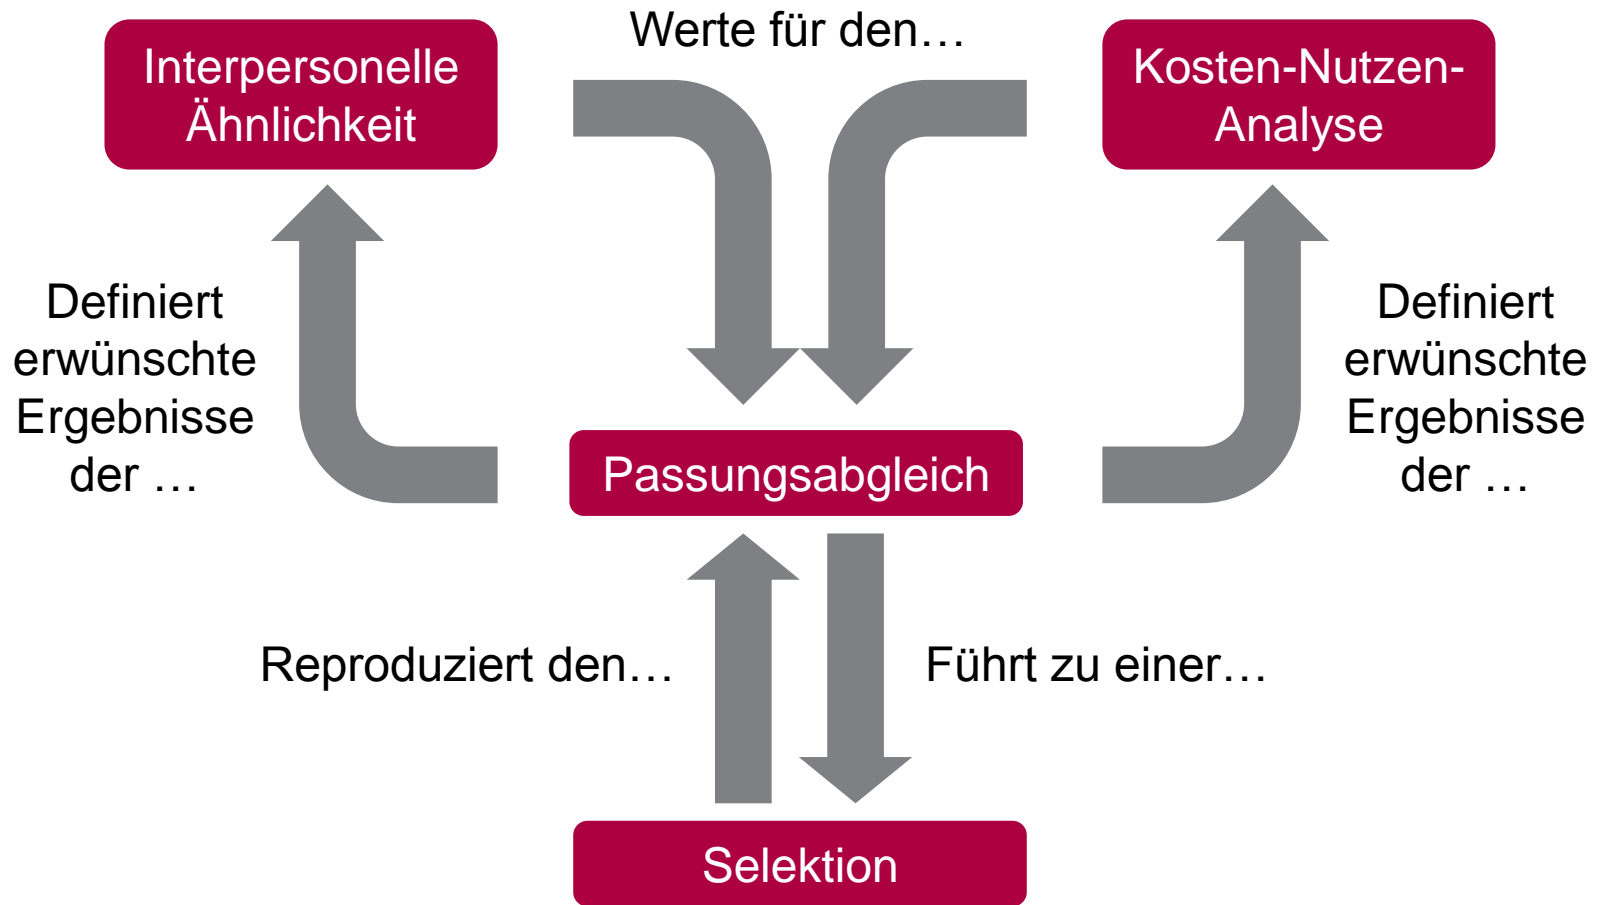 Werte für den…
Interpersonelle
Ähnlichkeit
Kosten-Nutzen-
Analyse
Definiert
erwünschte
Ergebnisse
der …
Definiert
erwünschte
Ergebnisse
der …
Passungsabgleich
Reproduziert den…
Führt zu einer…
Selektion